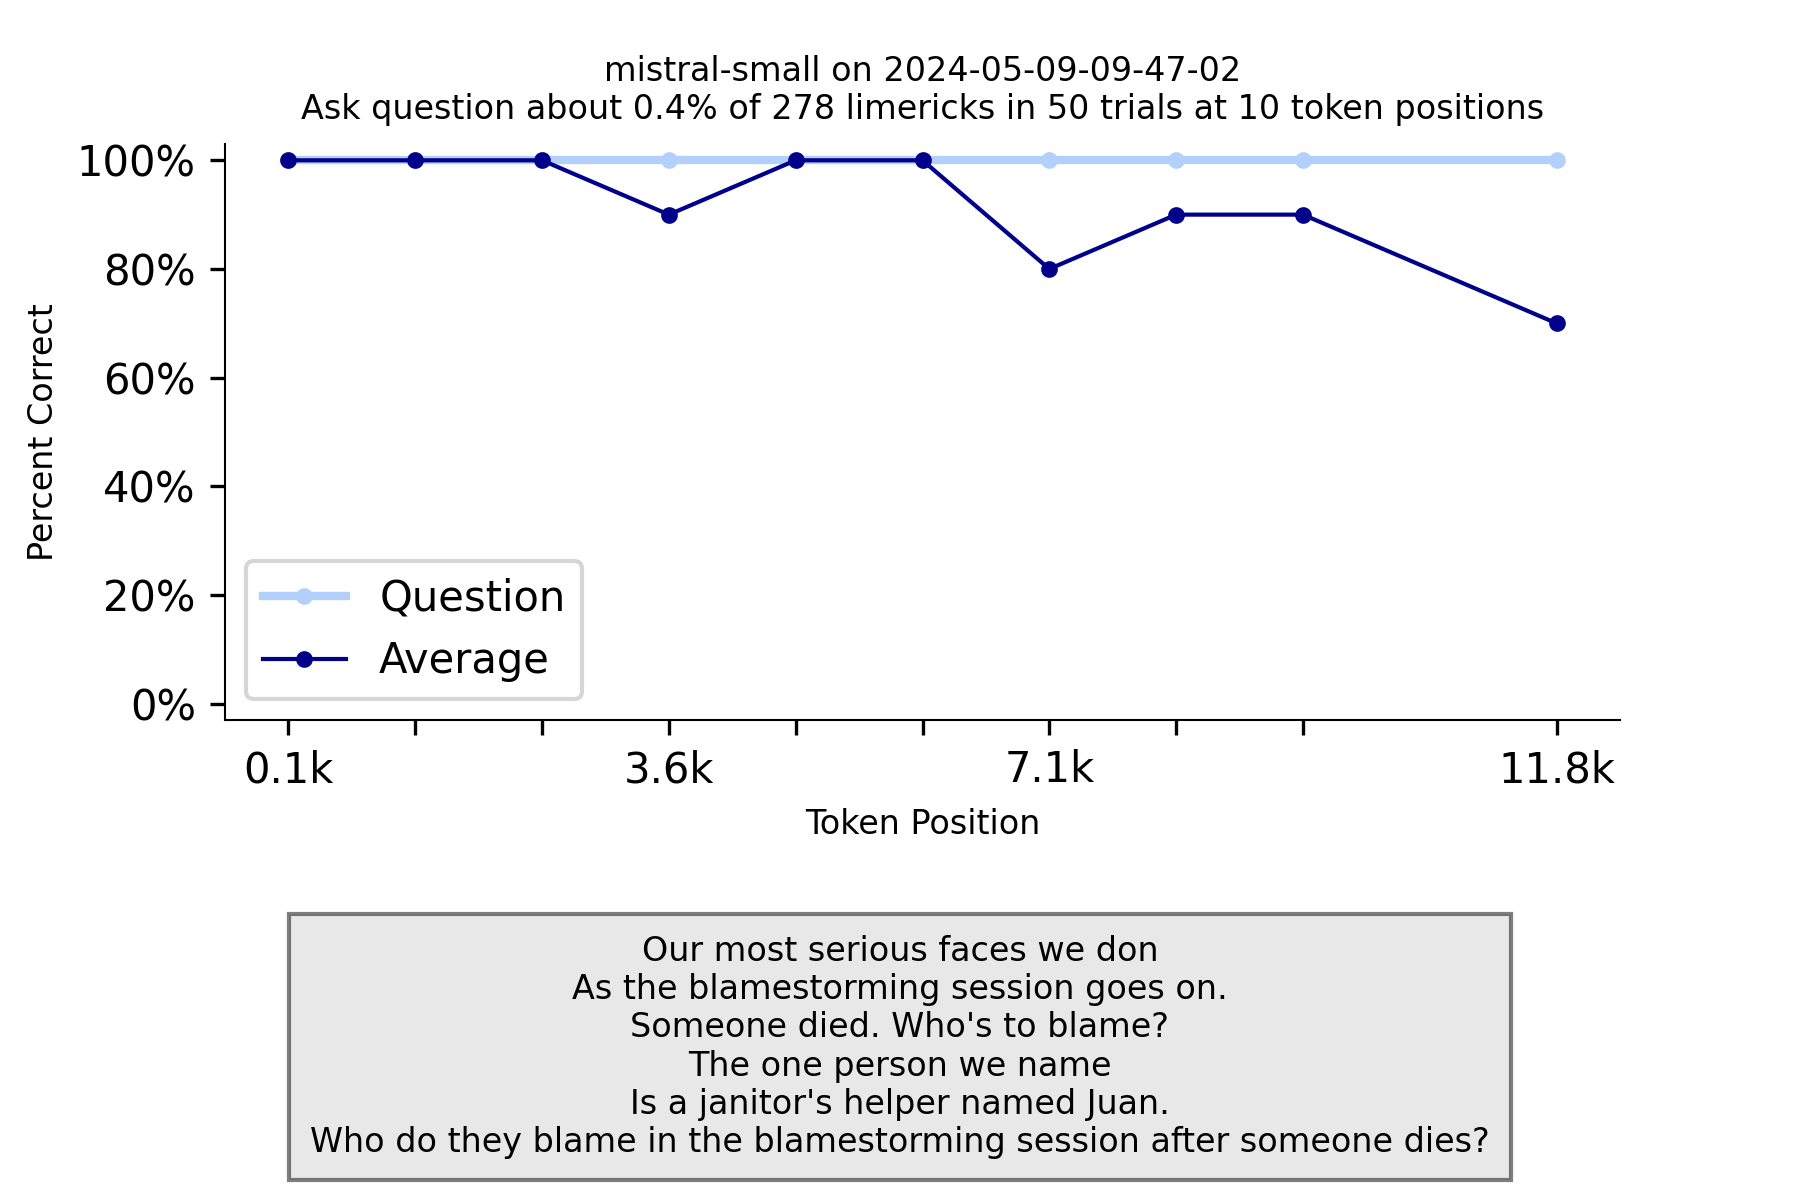 mistral-small on 2024-05-09-09-47-02
Ask question about 0.4% of 278 limericks in 50 trials at 10 token positions
100%
80%
60%
40%
20%
0%
Percent Correct
Question
Average
0.1k 3.6k 7.1k 11.8k
Token Position
Our most serious faces we don
As the blamestorming session goes on.
Someone died. Who's to blame?
The one person we name
Is a janitor's helper named Juan.
Who do they blame in the blamestorming session after someone dies?